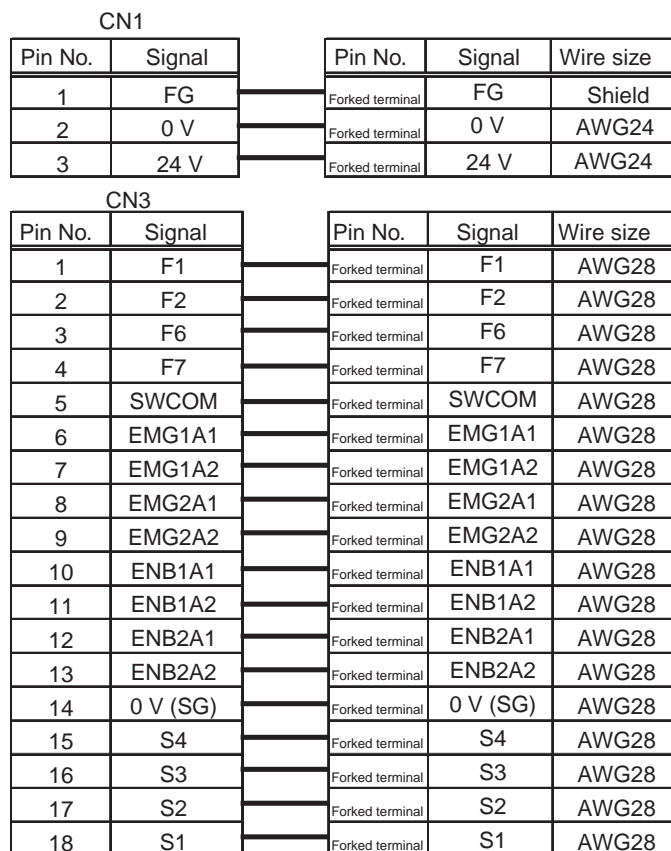 CN1
Pin No. Signal Pin No. Signal Wire size
1 FG Forked terminal FG Shield
2 0 V Forked terminal 0 V AWG24
3 24 V Forked terminal 24 V AWG24
CN3
Pin No. Signal Pin No. Signal Wire size
1 F1 Forked terminal F1 AWG28
2 F2 Forked terminal F2 AWG28
3 F6 Forked terminal F6 AWG28
4 F7 Forked terminal F7 AWG28
5 SWCOM Forked terminal SWCOM AWG28
6 EMG1A1 Forked terminal EMG1A1 AWG28
7 EMG1A2 Forked terminal EMG1A2 AWG28
8 EMG2A1 Forked terminal EMG2A1 AWG28
9 EMG2A2 Forked terminal EMG2A2 AWG28
10 ENB1A1 Forked terminal ENB1A1 AWG28
11 ENB1A2 Forked terminal ENB1A2 AWG28
12 ENB2A1 Forked terminal ENB2A1 AWG28
13 ENB2A2 Forked terminal ENB2A2 AWG28
14 0 V (SG) Forked terminal 0 V (SG) AWG28
15 S4 Forked terminal S4 AWG28
16 S3 Forked terminal S3 AWG28
17 S2 Forked terminal S2 AWG28
18 S1 Forked terminal S1 AWG28